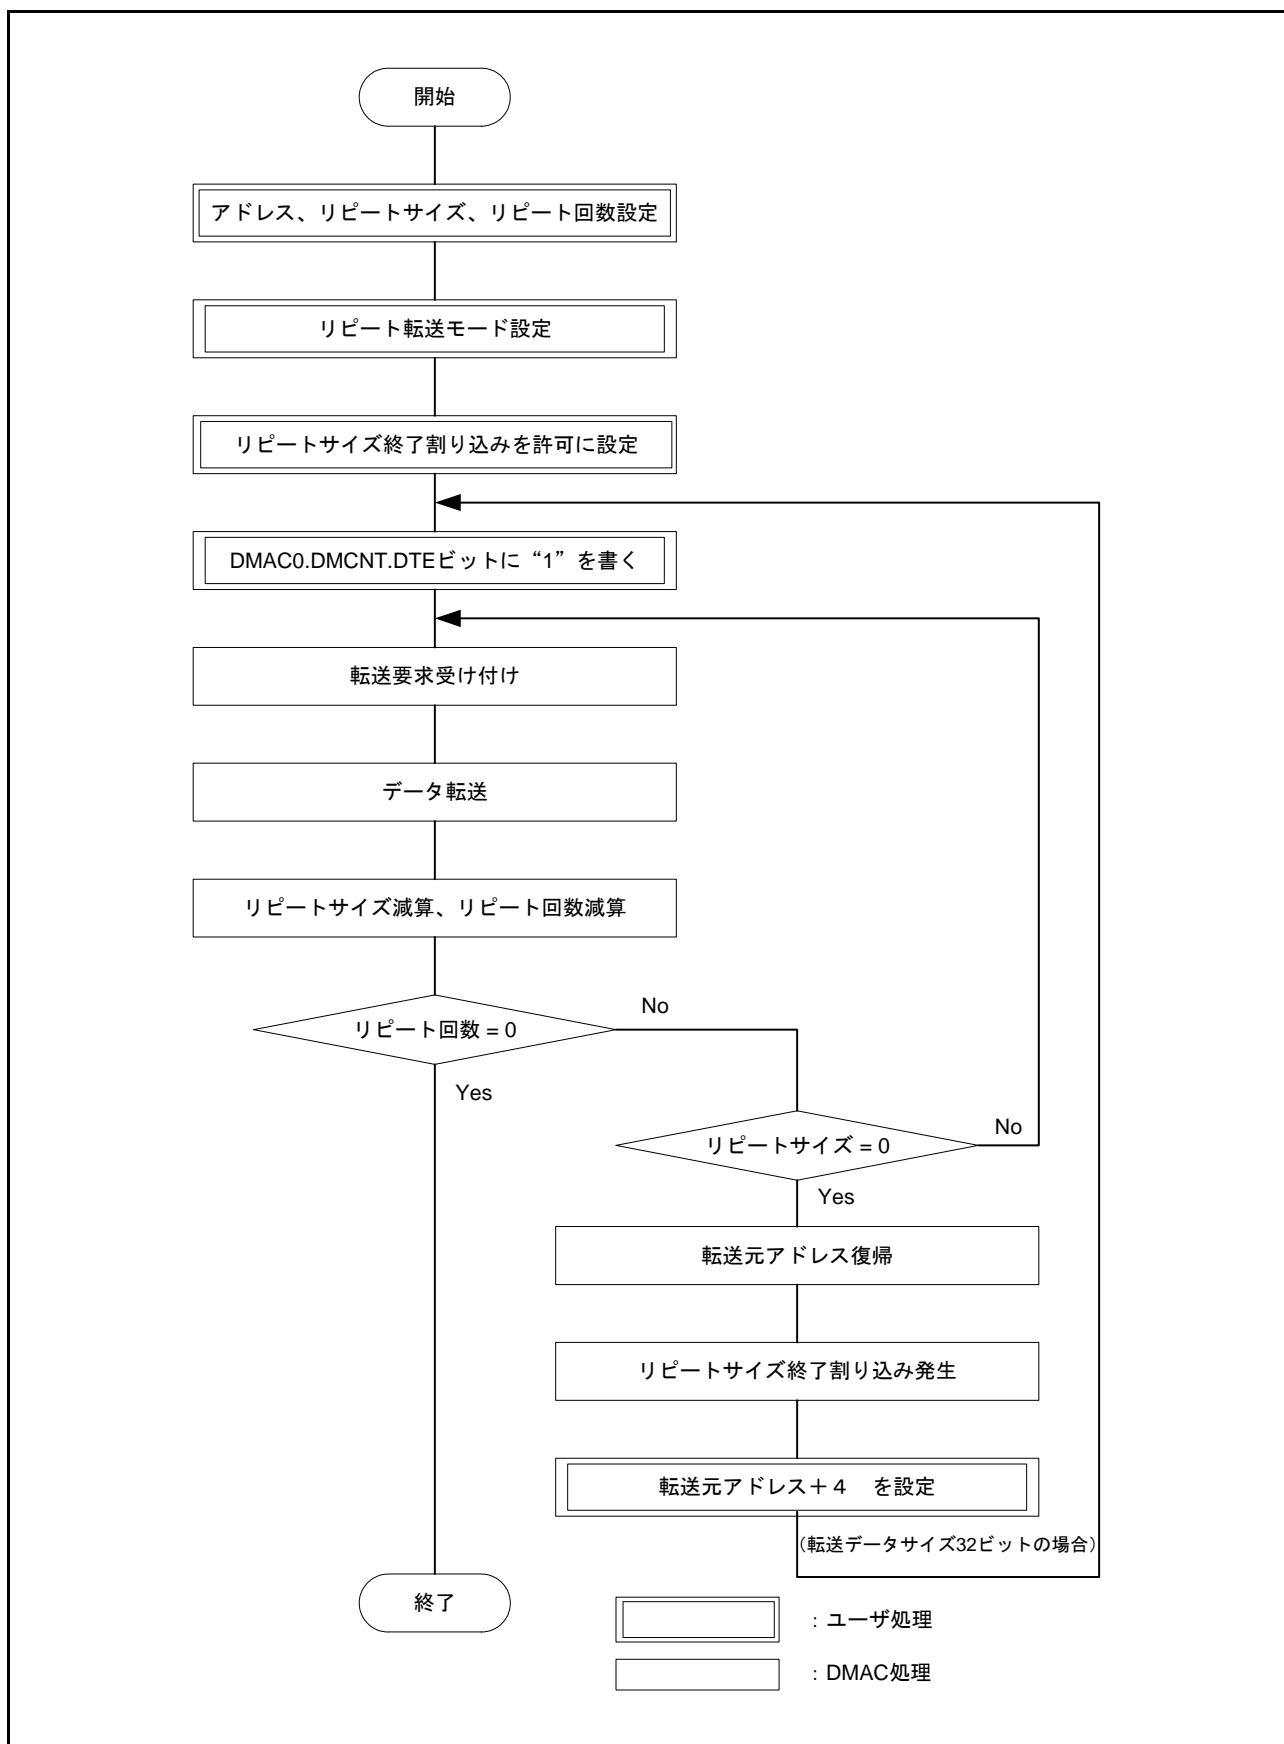 開始
アドレス、リピートサイズ、リピート回数設定
リピート転送モード設定
リピートサイズ終了割り込みを許可に設定
DMAC0.DMCNT.DTEビットに“1”を書く
転送要求受け付け
データ転送
リピートサイズ減算、リピート回数減算
リピート回数 = 0
No
Yes
リピートサイズ = 0
No
Yes
転送元アドレス復帰
リピートサイズ終了割り込み発生
転送元アドレス＋４　を設定
（転送データサイズ32ビットの場合）
終了
：ユーザ処理
：DMAC処理